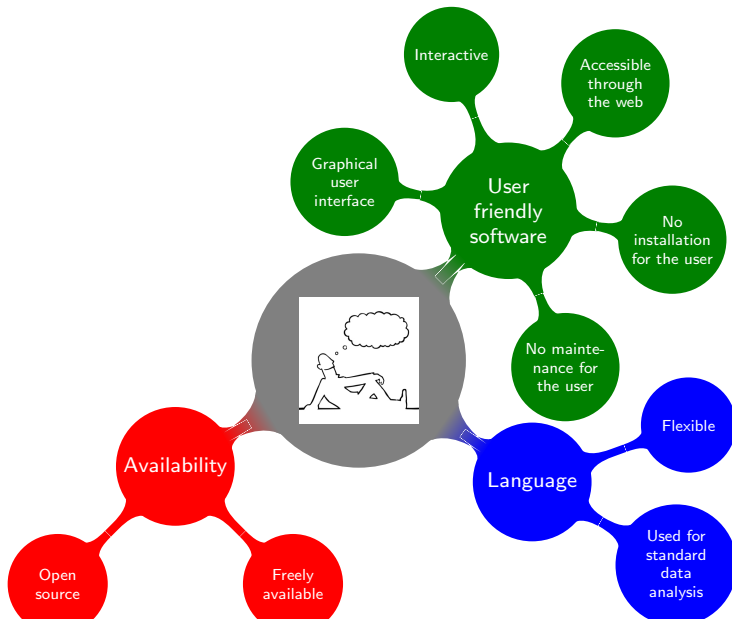 Interactive
Accessible
through
the web
Graphical
user
interface
User
friendly
software
No
installation
for the user
No mainte-
nance for
the user
Flexible
Availability
Language
Used for
standard
data
analysis
Open
source
Freely
available